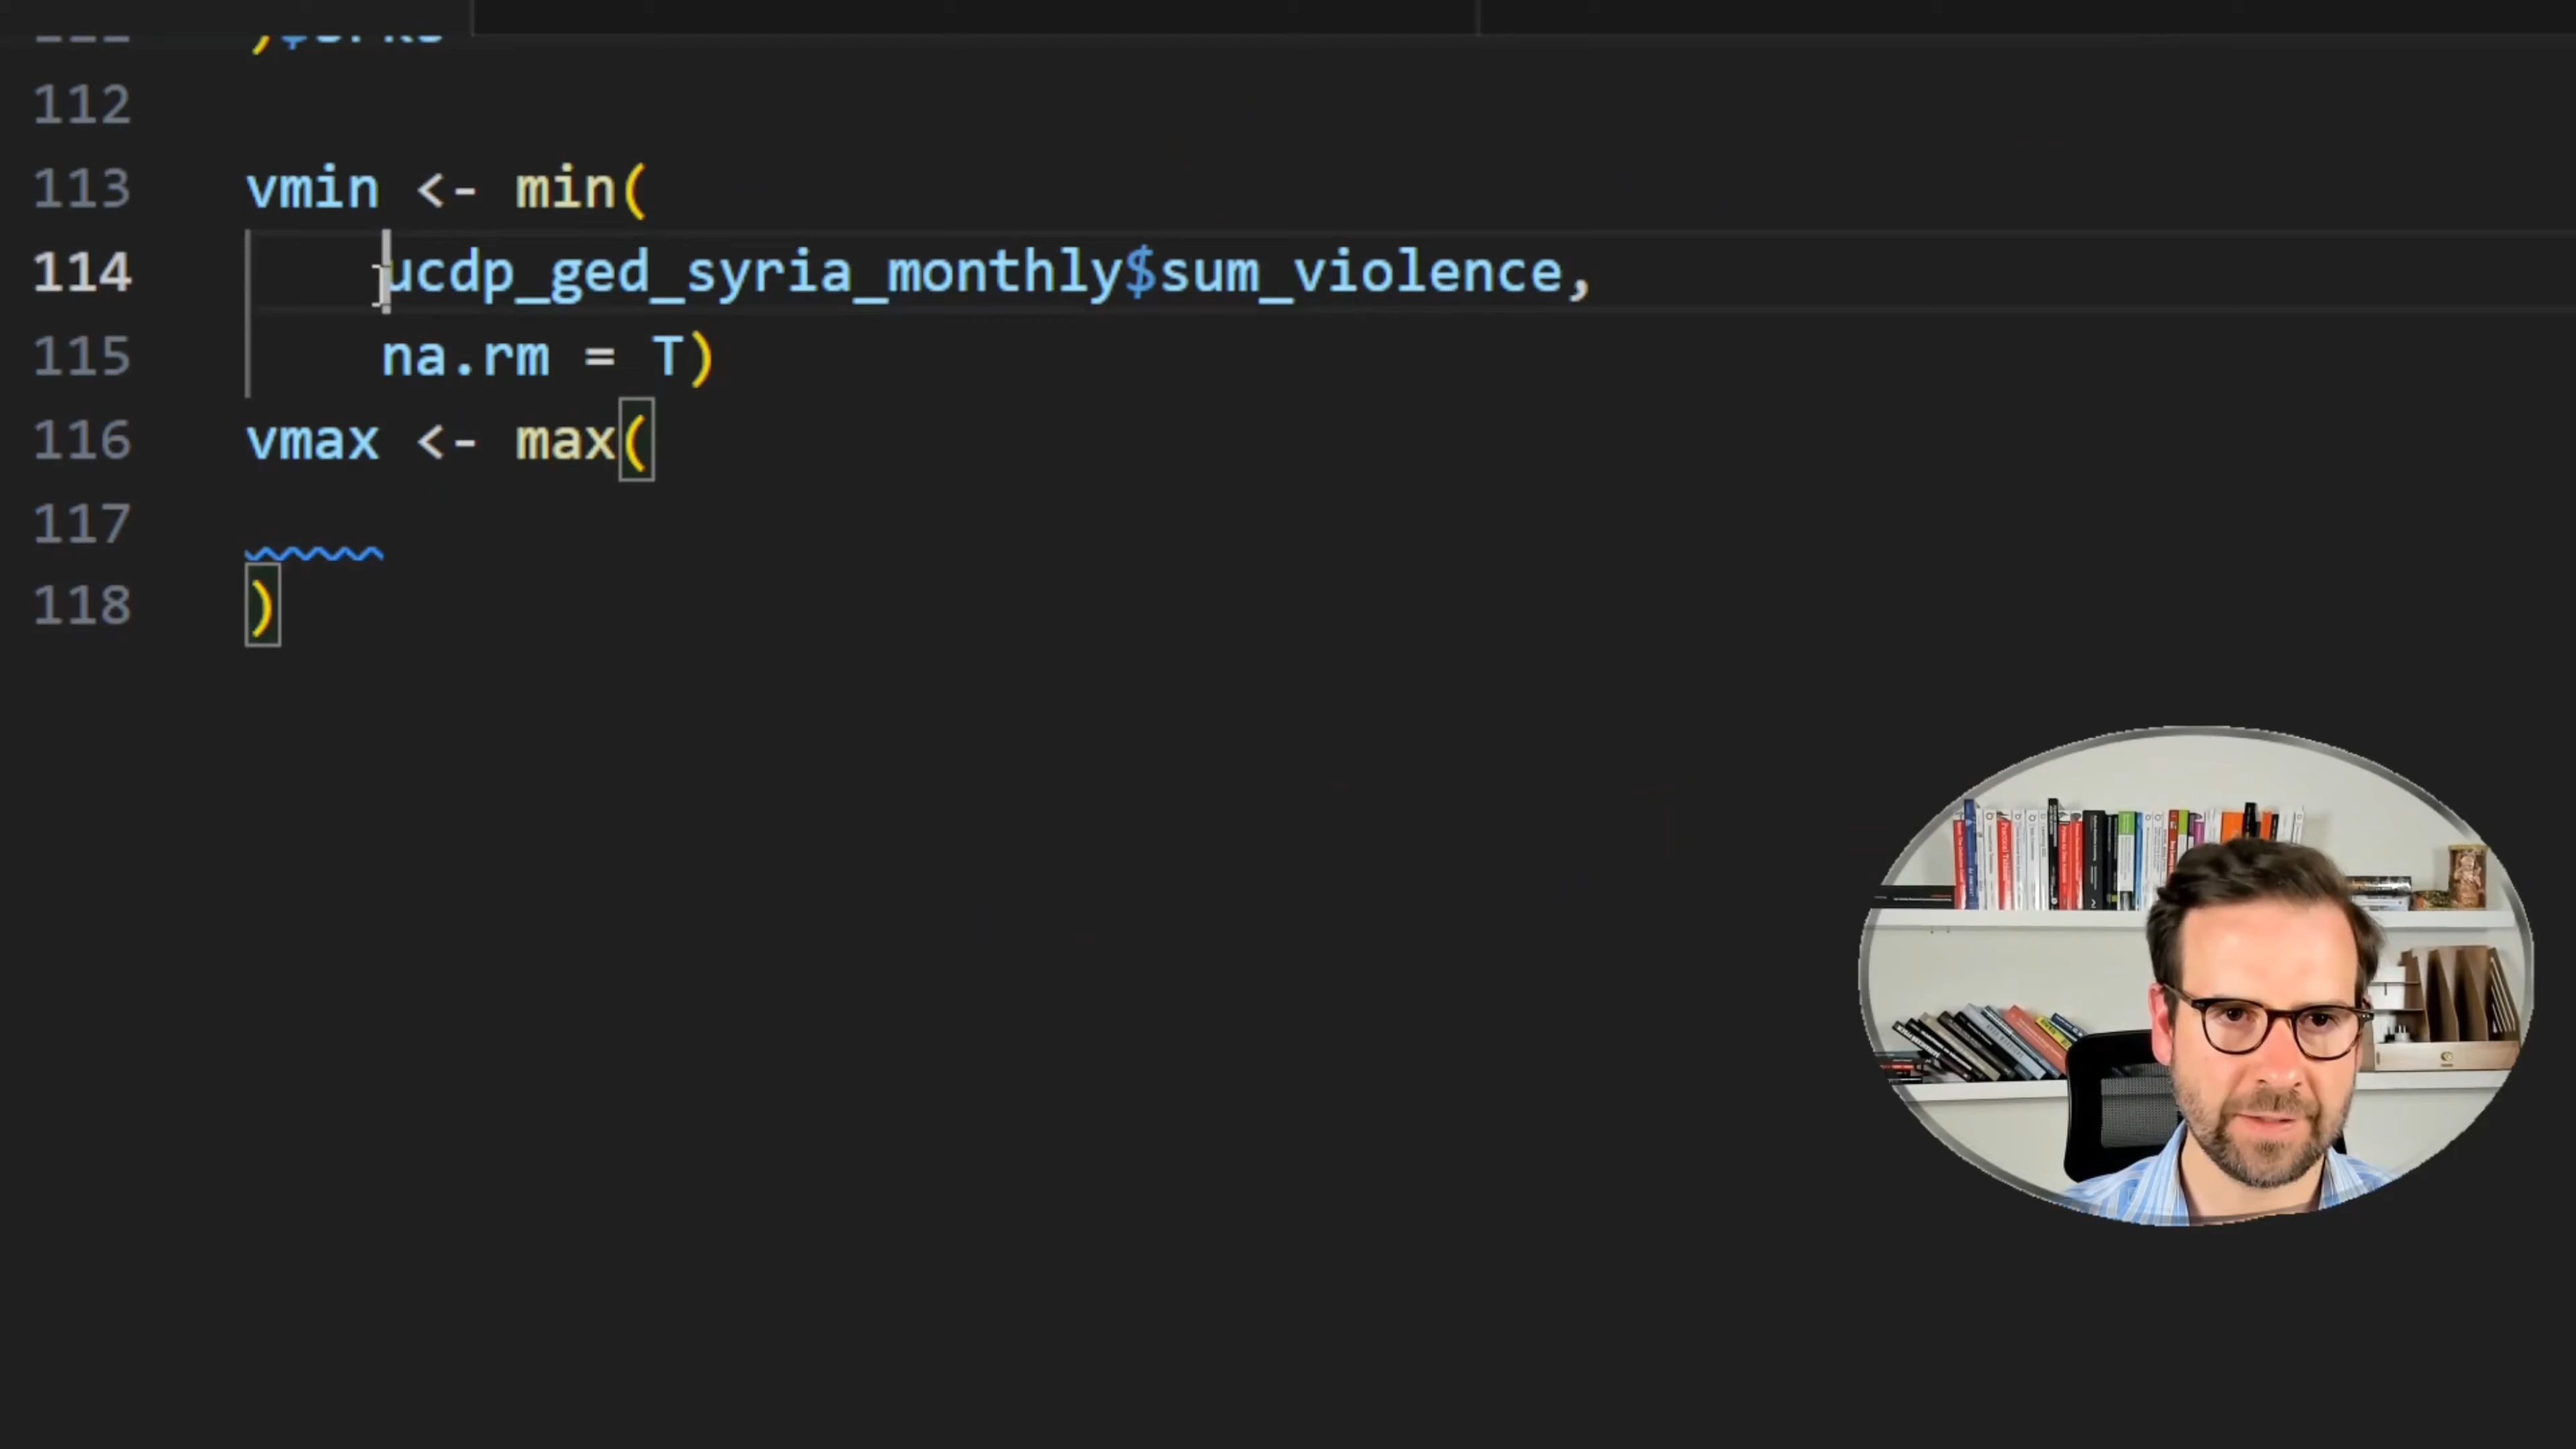 112
113 vmin <- min(
114 ucdp_ged_syria_monthly$sum_violence,
115 na.rm = T)
116 vmax <- max(
117
118 )